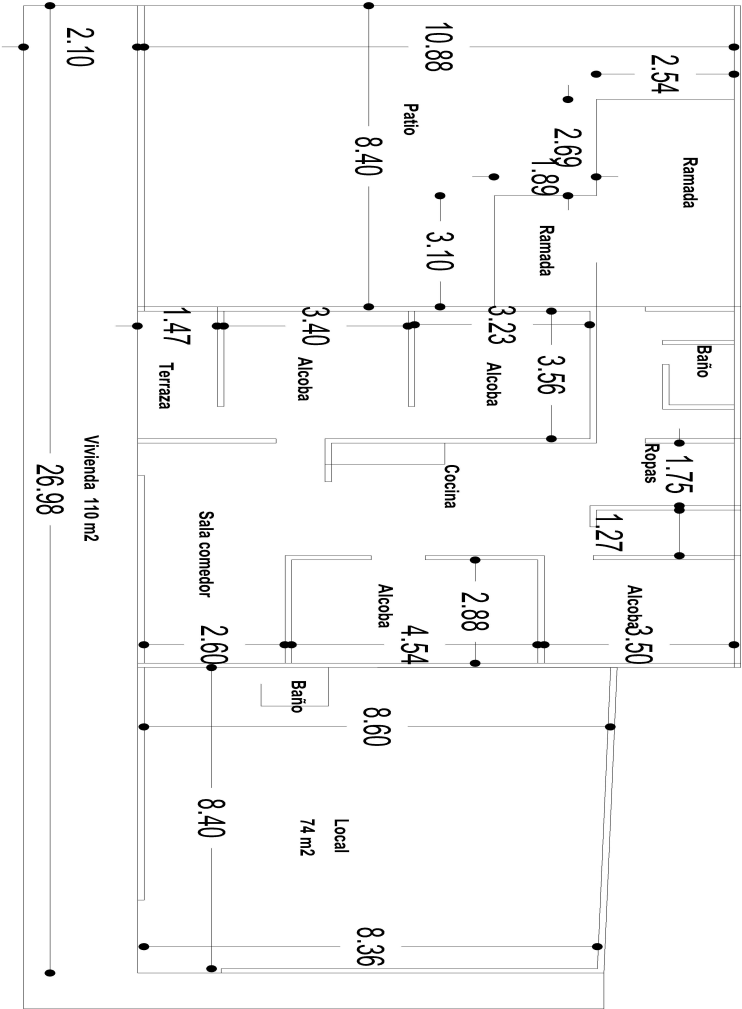 2.10
10.88
2.54
Patio
8.40
2.69
1.89
Ramada
3.10
Ramada
1.47
3.40
3.23
3.56
Terraza
Alcoba
Alcoba
Baño
Vivienda 110 m2
26.98
Cocina
Ropas
1.75
1.27
Sala comedor
Alcoba
2.88
Alcoba
2.60
4.54
3.50
Baño
8.60
8.40
Local
74 m2
8.36